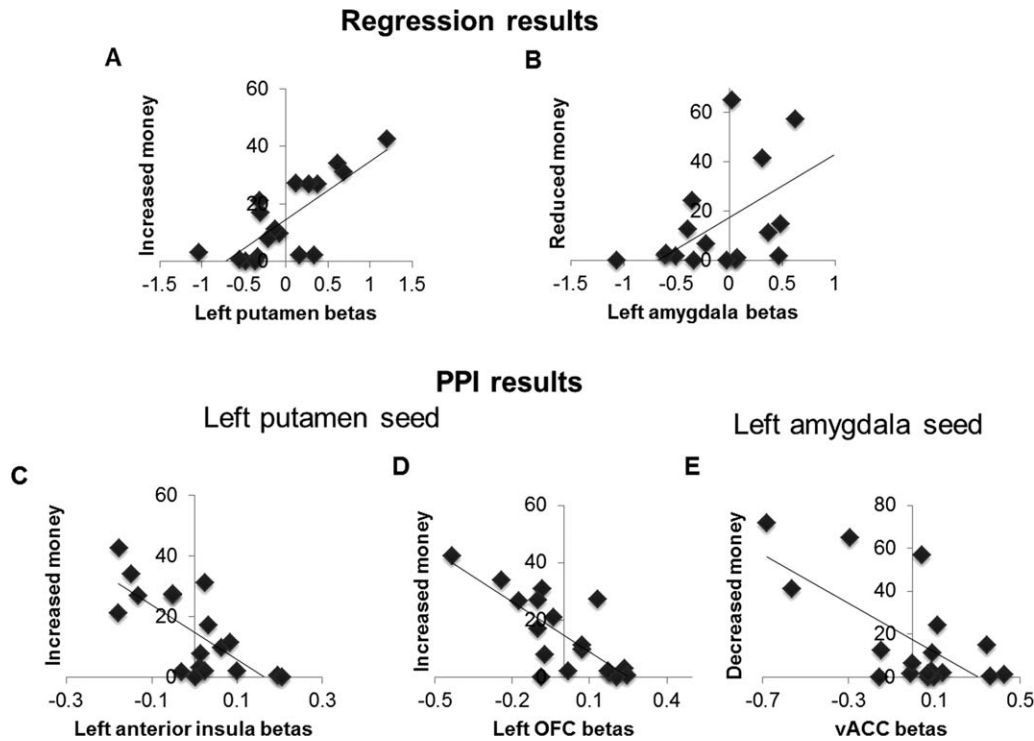 Regression results
A
B
Increased money
60
40
20
0
-1.5 -1 -0.5 0 0.5 1 1.5
Left putamen betas
Reduced money
60
40
20
0
-1.5 -1 -0.5 0 0.5 1
Left amygdala betas
PPI results
Left putamen seed
Left amygdala seed
C
D
E
Increased money
60
40
20
0
-0.3 -0.1 0.1 0.3
Left anterior insula betas
Increased money
60
40
20
0
-0.5 -0.2 0.1 0.4
Left OFC betas
Decreased money
80
60
40
20
0
-0.7 -0.3 0.1 0.5
vACC betas